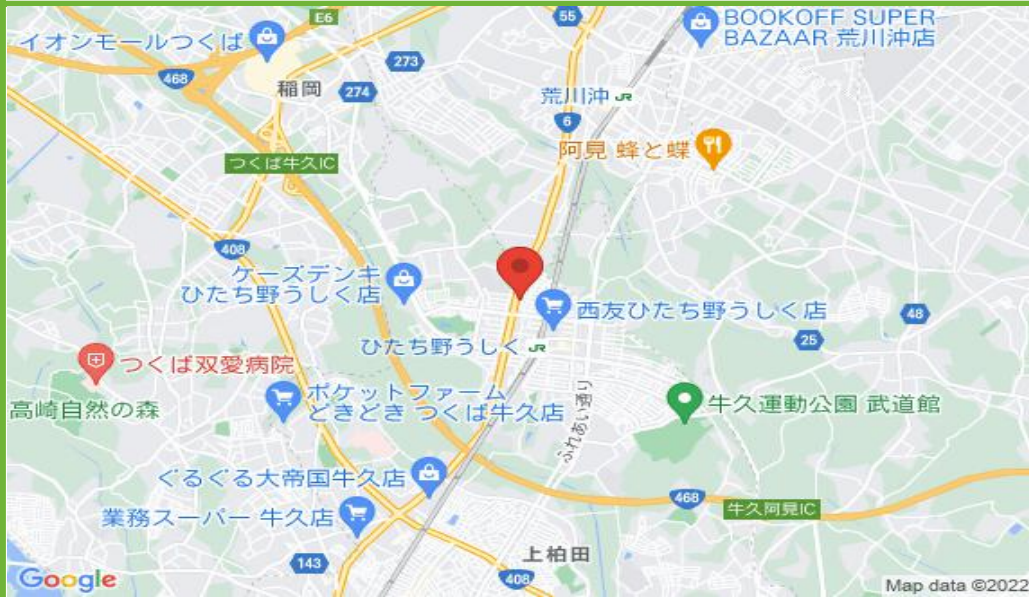 E6
55
BOOKOFF SUPER
BAZAAR 荒川沖店
イオンモールつくば
273
468
稲岡
274
荒川沖 JR
6
阿見 蜂と蝶
つくば牛久IC
408
ケーズデンキ
ひたち野うしく店
西友ひたち野うしく店
48
ひたち野うしく JR
25
つくば双愛病院
ポケットファーム
どきどき つくば牛久店
高崎自然の森
牛久運動公園 武道館
ふれあい通り
ぐるぐる大帝国牛久店
468
牛久阿見IC
業務スーパー 牛久店
143
上柏田
408
Google
Map data ©2022